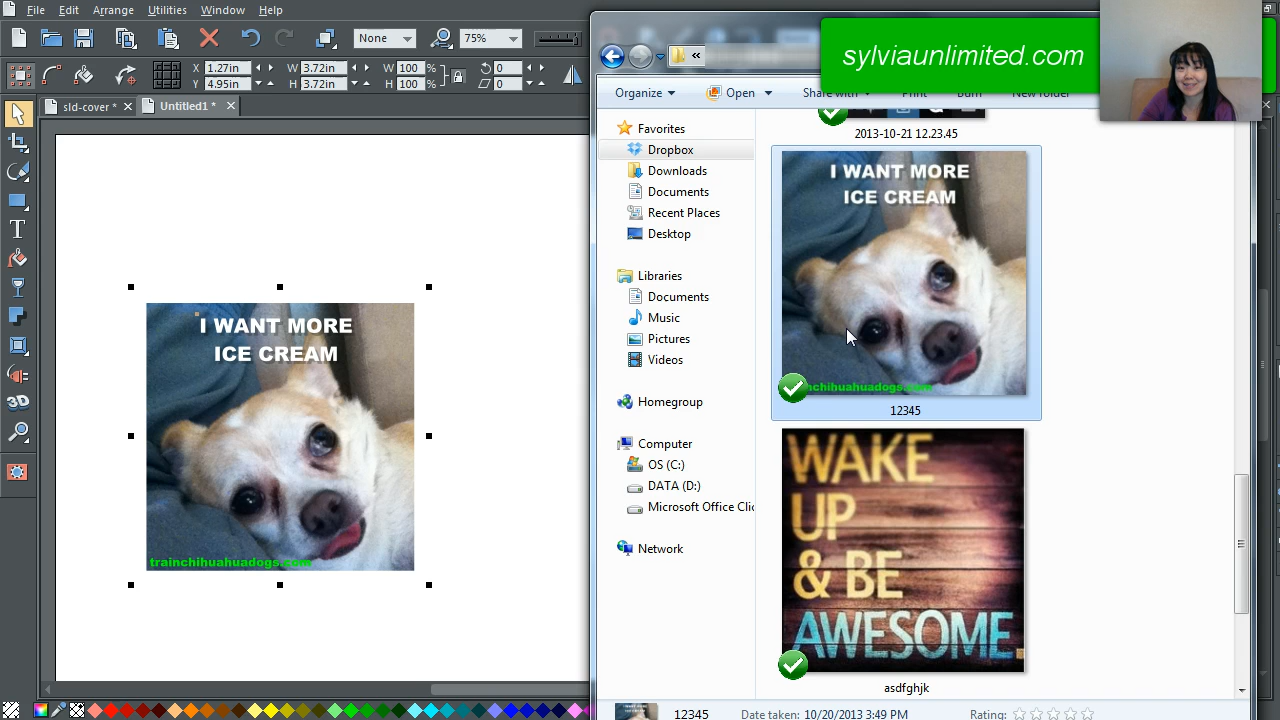 File Edit Arrange Utilities Window Help
None 75%
X 1.27in W 3.72in W 100 % 0
Y 4.95in H 3.72in H 100 % 0
sld-cover * Untitled1 *
T
3D
I WANT MORE
ICE CREAM
trainchihuahuadogs.com
sylviaunlimited.com
«
Organize Open Share with Print Burn New folder
Favorites
Dropbox
Downloads
Documents
Recent Places
Desktop
Libraries
Documents
Music
Pictures
Videos
Homegroup
Computer
OS (C:)
DATA (D:)
Microsoft Office Clic
Network
2013-10-21 12.23.45
I WANT MORE
ICE CREAM
nchihuahuadogs.com
12345
WAKE
UP
& BE
AWESOME
asdfghjk
12345 Date taken: 10/20/2013 3:49 PM Rating: